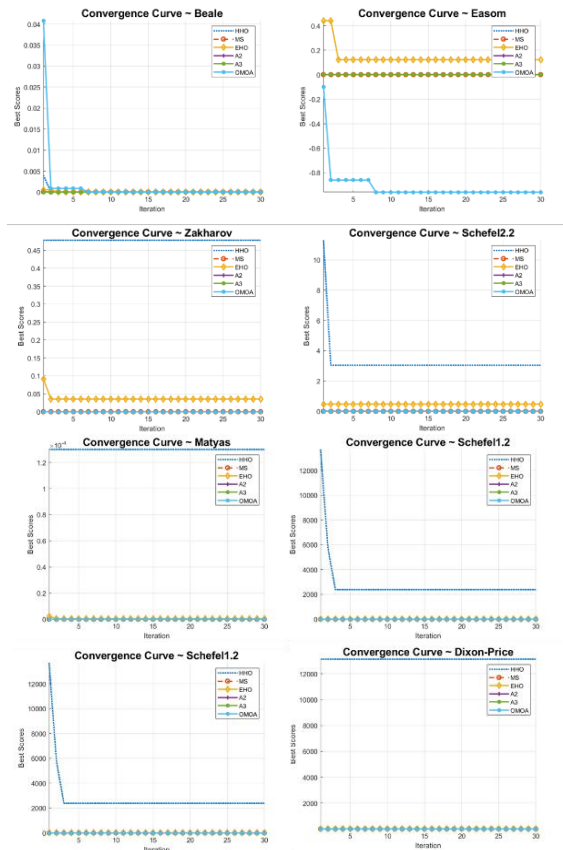 Convergence Curve ~ Beale
0.04
0.035
0.03
0.025
0.02
0.015
0.01
0.005
0
5
10
15
20
25
30
Iteration
Best Scores
HHO
MS
EHO
A2
A3
OMOA
Convergence Curve ~ Easom
0.4
0.2
0
-0.2
-0.4
-0.6
-0.8
5
10
15
20
25
30
Iteration
Best Scores
HHO
MS
EHO
A2
A3
OMOA
Convergence Curve ~ Zakharov
0.45
0.4
0.35
0.3
0.25
0.2
0.15
0.1
0.05
0
5
10
15
20
25
30
Iteration
Best Scores
HHO
MS
EHO
A2
A3
OMOA
Convergence Curve ~ Schefel2.2
10
8
6
4
2
0
5
10
15
20
25
30
Iteration
Best Scores
HHO
MS
EHO
A2
A3
OMOA
Convergence Curve ~ Matyas
1.2
1
0.8
0.6
0.4
0.2
0
5
10
15
20
25
30
Iteration
Best Scores
HHO
MS
EHO
A2
A3
OMOA
Convergence Curve ~ Schefel1.2
12000
10000
8000
6000
4000
2000
0
5
10
15
20
25
30
Iteration
Best Scores
HHO
MS
EHO
A2
A3
OMOA
Convergence Curve ~ Schefel1.2
12000
10000
8000
6000
4000
2000
0
5
10
15
20
25
30
Iteration
Best Scores
HHO
MS
EHO
A2
A3
OMOA
Convergence Curve ~ Dixon-Price
12000
10000
8000
6000
4000
2000
5
10
15
20
25
30
Iteration
Best Scores
HHO
MS
EHO
A2
A3
OMOA